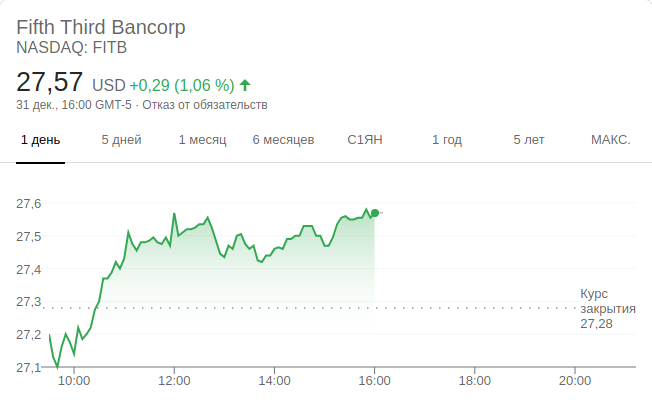 Fifth Third Bancorp
NASDAQ: FITB
27,57 USD +0,29 (1,06 %)
31 дек., 16:00 GMT-5 · Отказ от обязательств
1 день 5 дней 1 месяц 6 месяцев С1ЯН 1 год 5 лет МАКС.
27,6
27,5
27,4
27,3
27,2
27,1
Курс
закрытия
27,28
10:00 12:00 14:00 16:00 18:00 20:00